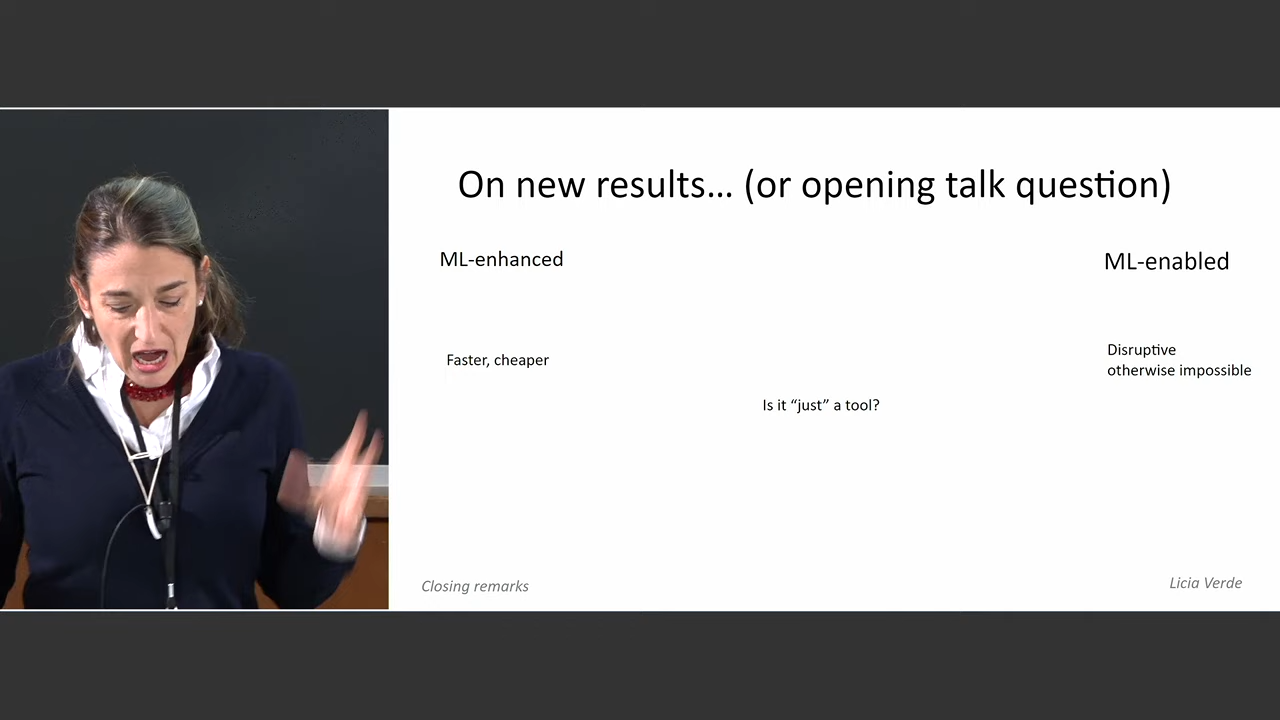 On new results... (or opening talk question)
ML-enhanced
ML-enabled
Faster, cheaper
Disruptive
otherwise impossible
Is it “just” a tool?
Closing remarks
Licia Verde